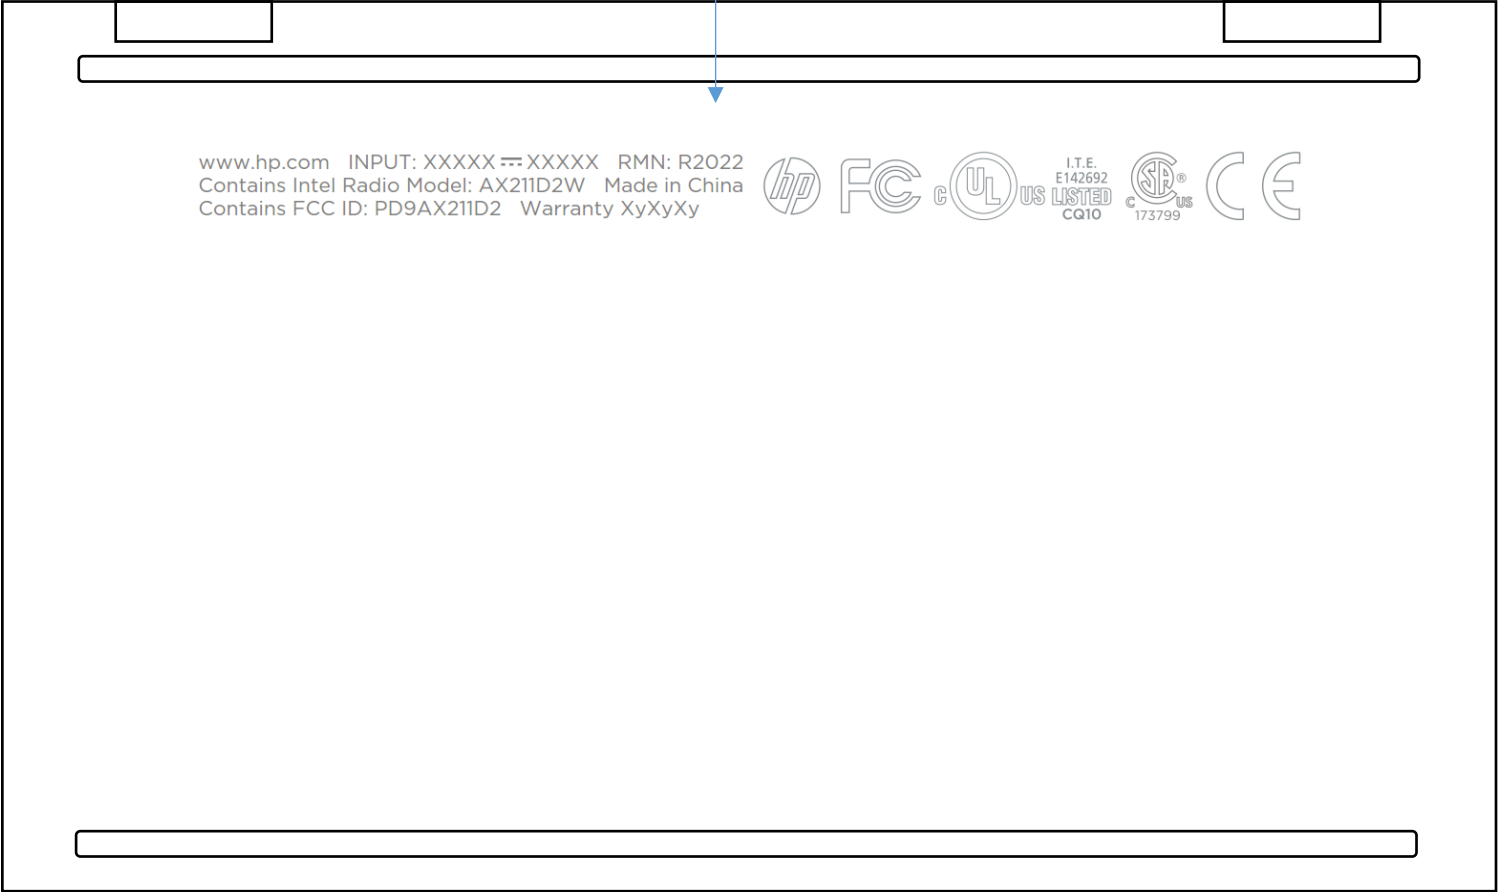 www.hp.com INPUT: XXXXX ⎓ XXXXX RMN: R2022
Contains Intel Radio Model: AX211D2W Made in China
Contains FCC ID: PD9AX211D2 Warranty XyXyXy
hp
FC
C UL US
I.T.E.
E142692
LISTED
CQ10
C SA ® US
173799
CE